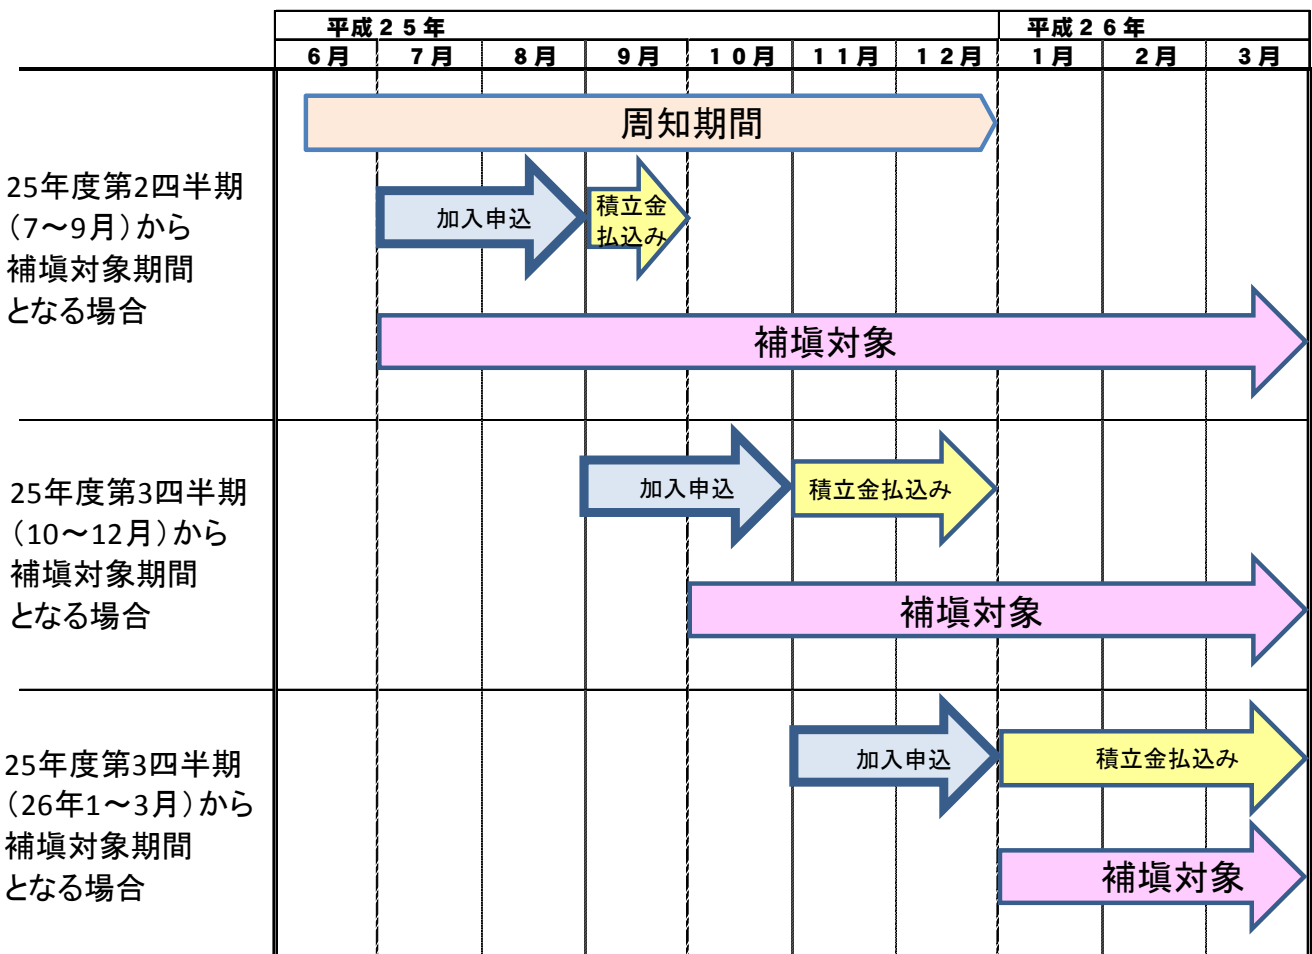 平成２５年 平成２６年
６月 ７月 ８月 ９月 １０月 １１月 １２月 １月 ２月 ３月
周知期間
25年度第2四半期
（7～9月）から
補塡対象期間
となる場合
加入申込
積立金
払込み
補塡対象
25年度第3四半期
（10～12月）から
補塡対象期間
となる場合
加入申込
積立金払込み
補塡対象
25年度第3四半期
（26年1～3月）から
補塡対象期間
となる場合
加入申込
積立金払込み
補塡対象